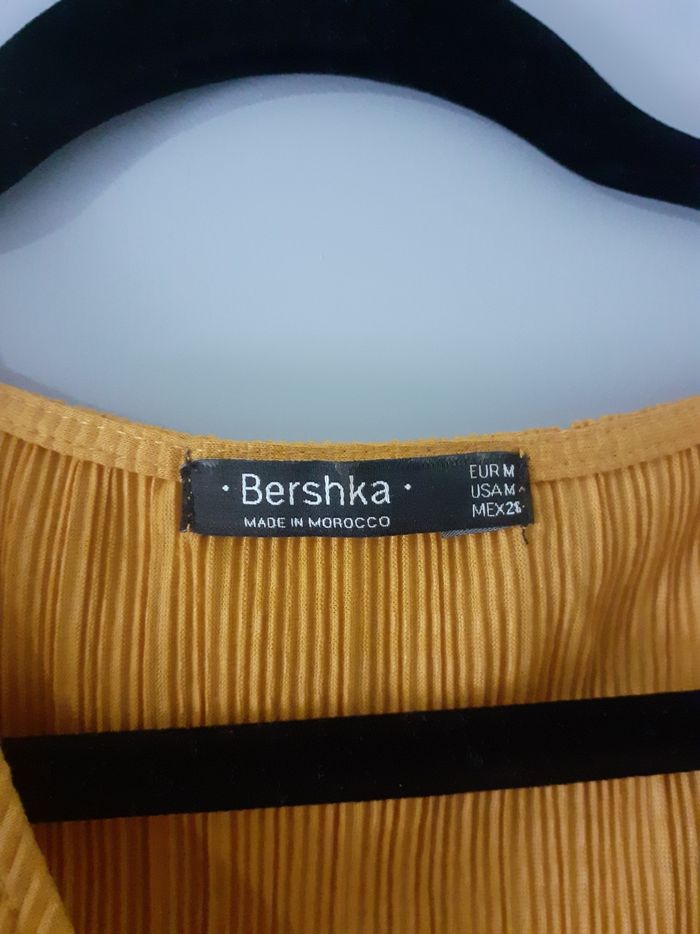 · Bershka ·
MADE IN MOROCCO
EUR M
USA M
MEX 28